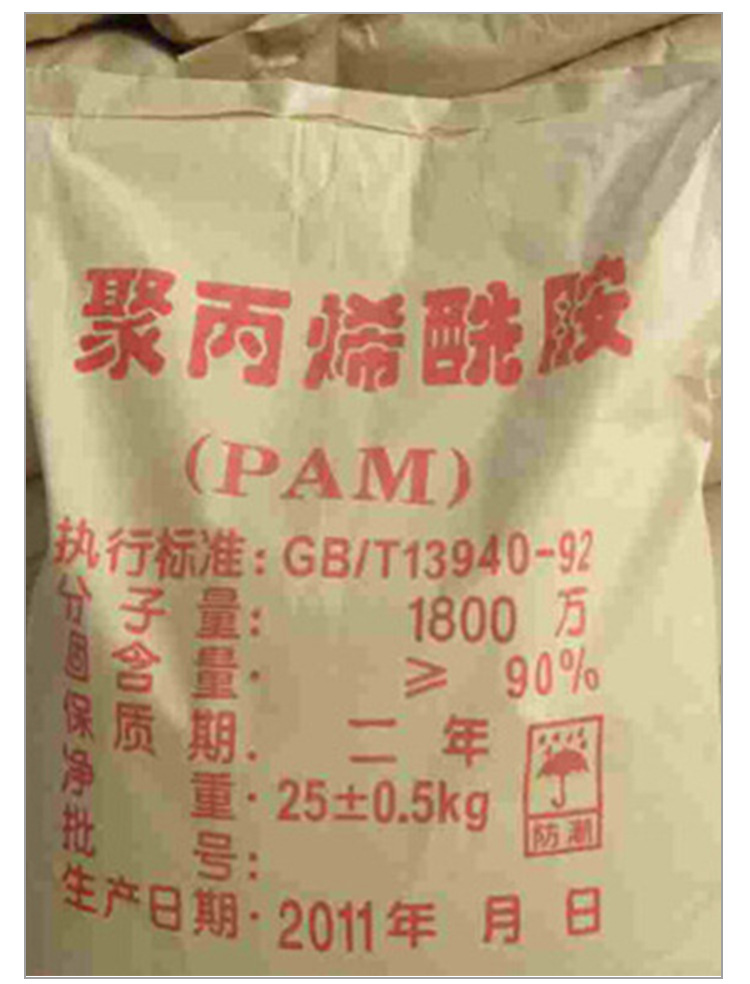 聚丙烯酰胺
(PAM)
执行标准：GB/T13940-92
分子量： 1800 万
固含量： ≥ 90%
保质期： 二年
净重：25±0.5kg
批号：
防潮
生产日期：2011年 月 日